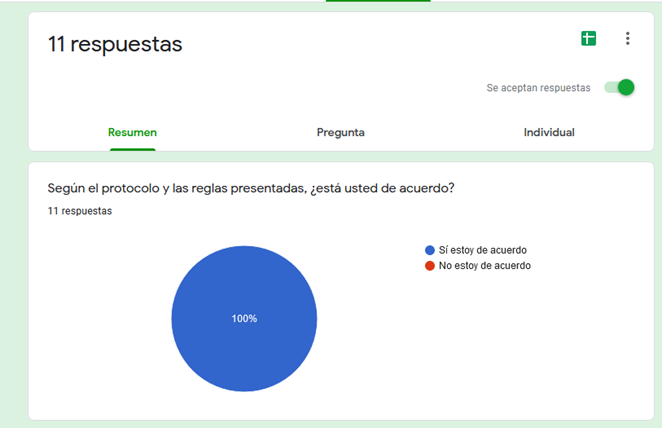 11 respuestas
Se aceptan respuestas
Resumen Pregunta Individual
Según el protocolo y las reglas presentadas, ¿está usted de acuerdo?
11 respuestas
100%
Sí estoy de acuerdo
No estoy de acuerdo